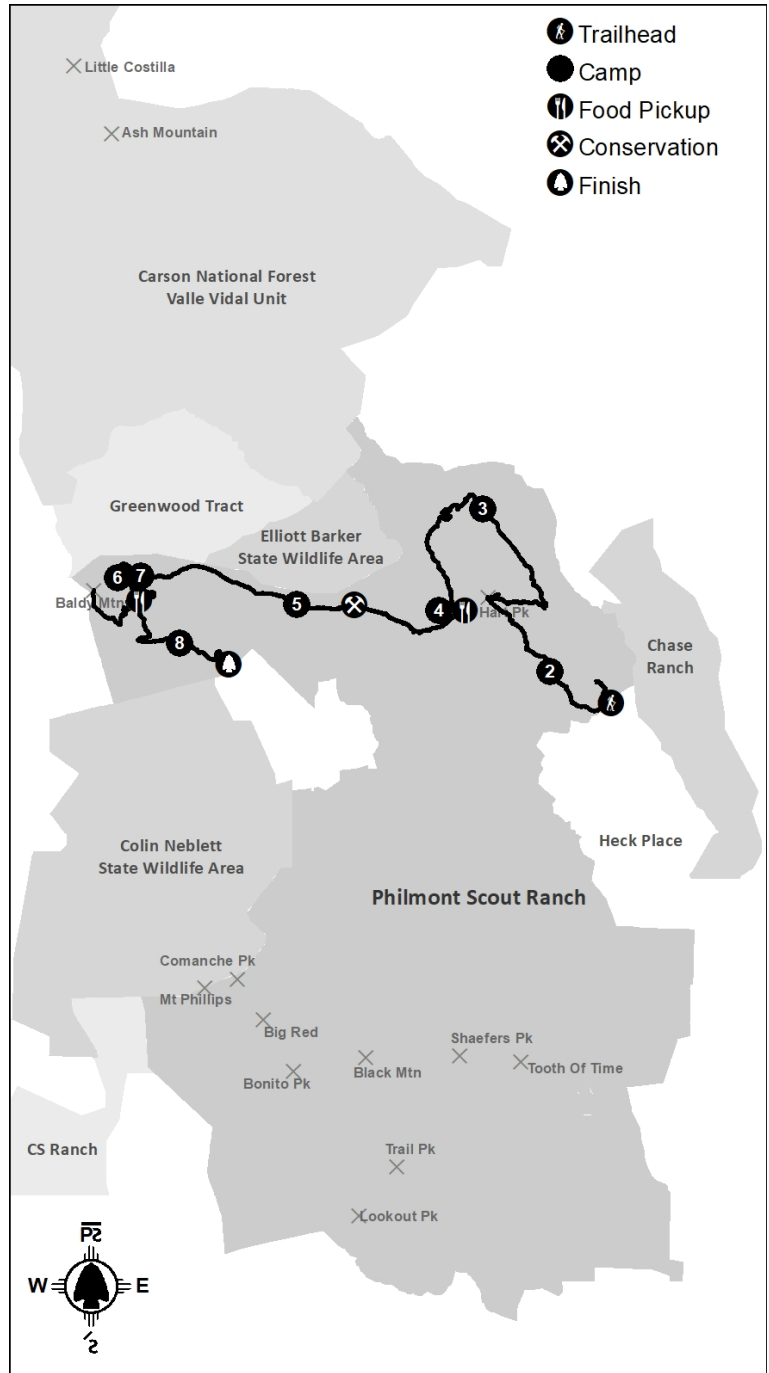 Trailhead
Camp
Food Pickup
Conservation
Finish
Little Costilla
Ash Mountain
Carson National Forest
Valle Vidal Unit
Greenwood Tract
Elliott Barker
State Wildlife Area
3
6
7
Baldy Mtn
5
4
Hart Pk
8
2
Chase
Ranch
Heck Place
Colin Neblett
State Wildlife Area
Philmont Scout Ranch
Comanche Pk
Mt Phillips
Big Red
Shaefers Pk
Bonito Pk
Black Mtn
Tooth Of Time
CS Ranch
Trail Pk
Lookout Pk
W
E